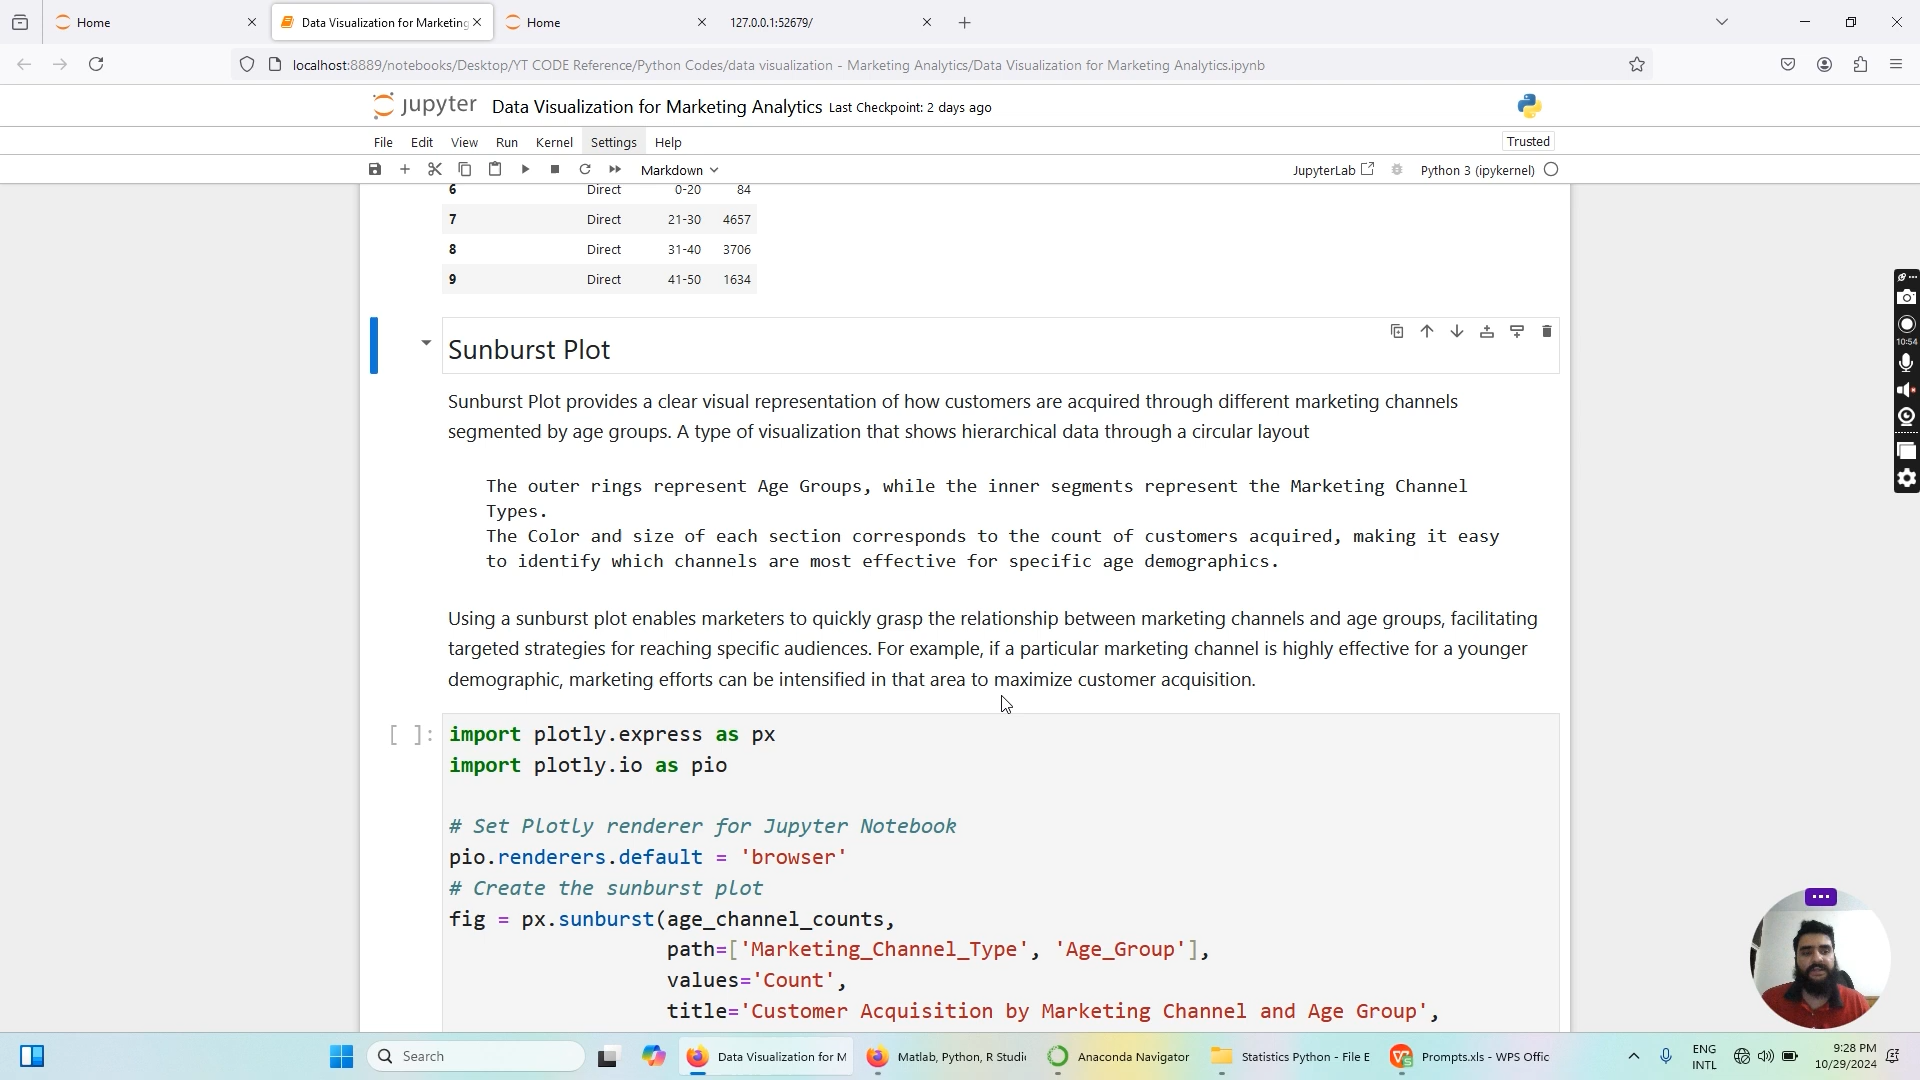 Home
Data Visualization for Marketing
Home
127.0.0.1:52679/
localhost:8889/notebooks/Desktop/YT CODE Reference/Python Codes/data visualization - Marketing Analytics/Data Visualization for Marketing Analytics.ipynb
jupyter Data Visualization for Marketing Analytics Last Checkpoint: 2 days ago
File Edit View Run Kernel Settings Help Trusted
Markdown JupyterLab Python 3 (ipykernel)
6 Direct 0-20 84
7 Direct 21-30 4657
8 Direct 31-40 3706
9 Direct 41-50 1634
Sunburst Plot
10:54
Sunburst Plot provides a clear visual representation of how customers are acquired through different marketing channels
segmented by age groups. A type of visualization that shows hierarchical data through a circular layout
The outer rings represent Age Groups, while the inner segments represent the Marketing Channel
Types.
The Color and size of each section corresponds to the count of customers acquired, making it easy
to identify which channels are most effective for specific age demographics.
Using a sunburst plot enables marketers to quickly grasp the relationship between marketing channels and age groups, facilitating
targeted strategies for reaching specific audiences. For example, if a particular marketing channel is highly effective for a younger
demographic, marketing efforts can be intensified in that area to maximize customer acquisition.
[ ]: import plotly.express as px
import plotly.io as pio
# Set Plotly renderer for Jupyter Notebook
pio.renderers.default = 'browser'
# Create the sunburst plot
fig = px.sunburst(age_channel_counts,
path=['Marketing_Channel_Type', 'Age_Group'],
values='Count',
title='Customer Acquisition by Marketing Channel and Age Group',
Search
Data Visualization for M
Matlab, Python, R Studi
Anaconda Navigator
Statistics Python - File E
Prompts.xls - WPS Offic
ENG
INTL
9:28 PM
10/29/2024